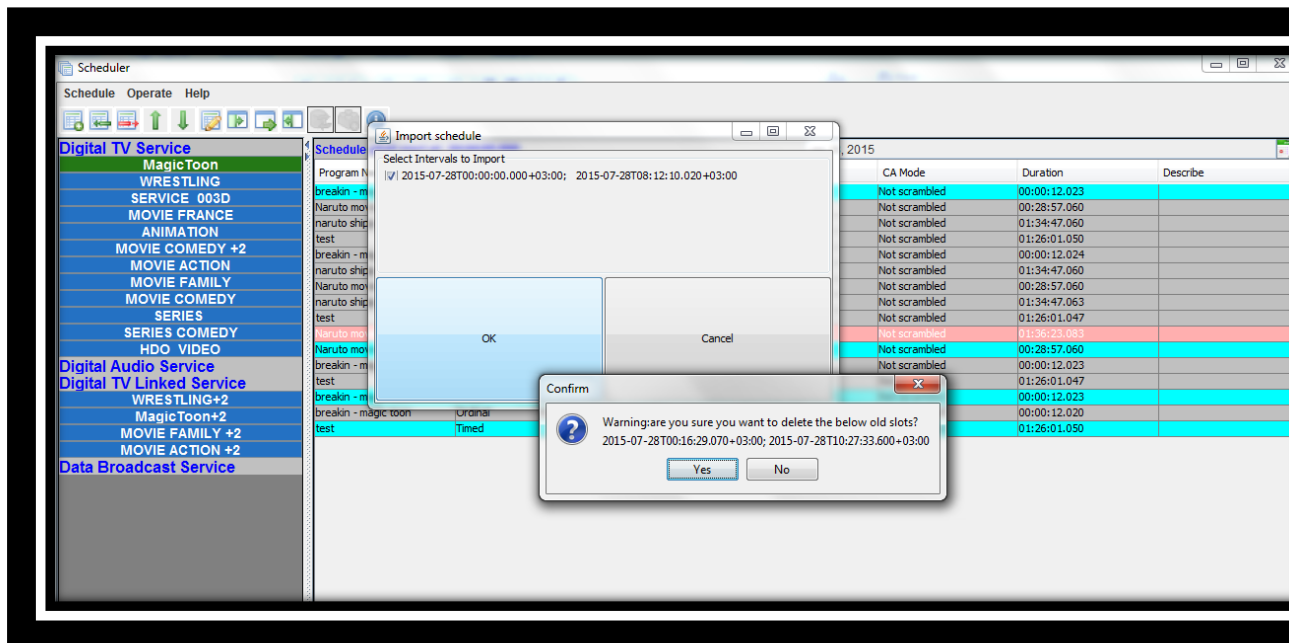 Scheduler
Schedule Operate Help
Import schedule
Select Intervals to Import
2015-07-28T00:00:00.000+03:00; 2015-07-28T08:12:10.020+03:00
OK
Cancel
Confirm
Warning:are you sure you want to delete the below old slots?
2015-07-28T00:16:29.070+03:00; 2015-07-28T10:27:33.600+03:00
Yes
No
Digital TV Service
MagicToon
WRESTLING
SERVICE 003D
MOVIE FRANCE
ANIMATION
MOVIE COMEDY +2
MOVIE ACTION
MOVIE FAMILY
MOVIE COMEDY
SERIES
SERIES COMEDY
HDO VIDEO
Digital Audio Service
Digital TV Linked Service
WRESTLING+2
MagicToon+2
MOVIE FAMILY +2
MOVIE ACTION +2
Data Broadcast Service
Schedule
, 2015
Program N CA Mode Duration Describe
breakin - m Not scrambled 00:00:12.023
Naruto mov Not scrambled 00:28:57.060
naruto ship Not scrambled 01:34:47.060
test Not scrambled 01:26:01.050
breakin - m Not scrambled 00:00:12.024
naruto ship Not scrambled 01:34:47.060
Naruto mov Not scrambled 00:28:57.060
naruto ship Not scrambled 01:34:47.063
test Not scrambled 01:26:01.047
Naruto mov Not scrambled 01:36:23.083
Naruto mov Not scrambled 00:28:57.060
breakin - m Not scrambled 00:00:12.023
test 01:26:01.047
breakin - m Not scrambled 00:00:12.023
breakin - magic toon Ordinal Not scrambled 00:00:12.020
test Timed Not scrambled 01:26:01.050